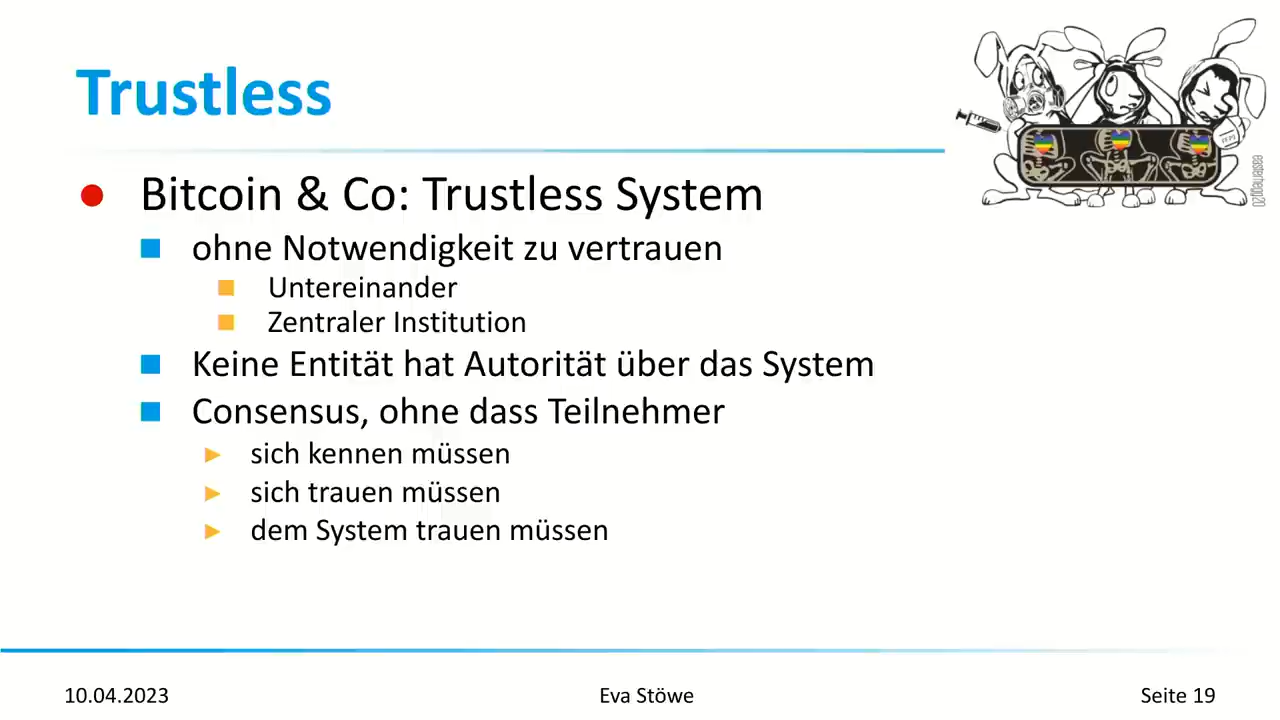 Trustless
Bitcoin & Co: Trustless System
ohne Notwendigkeit zu vertrauen
Untereinander
Zentraler Institution
Keine Entität hat Autorität über das System
Consensus, ohne dass Teilnehmer
sich kennen müssen
sich trauen müssen
dem System trauen müssen
easterhegg20
10.04.2023
Eva Stöwe
Seite 19